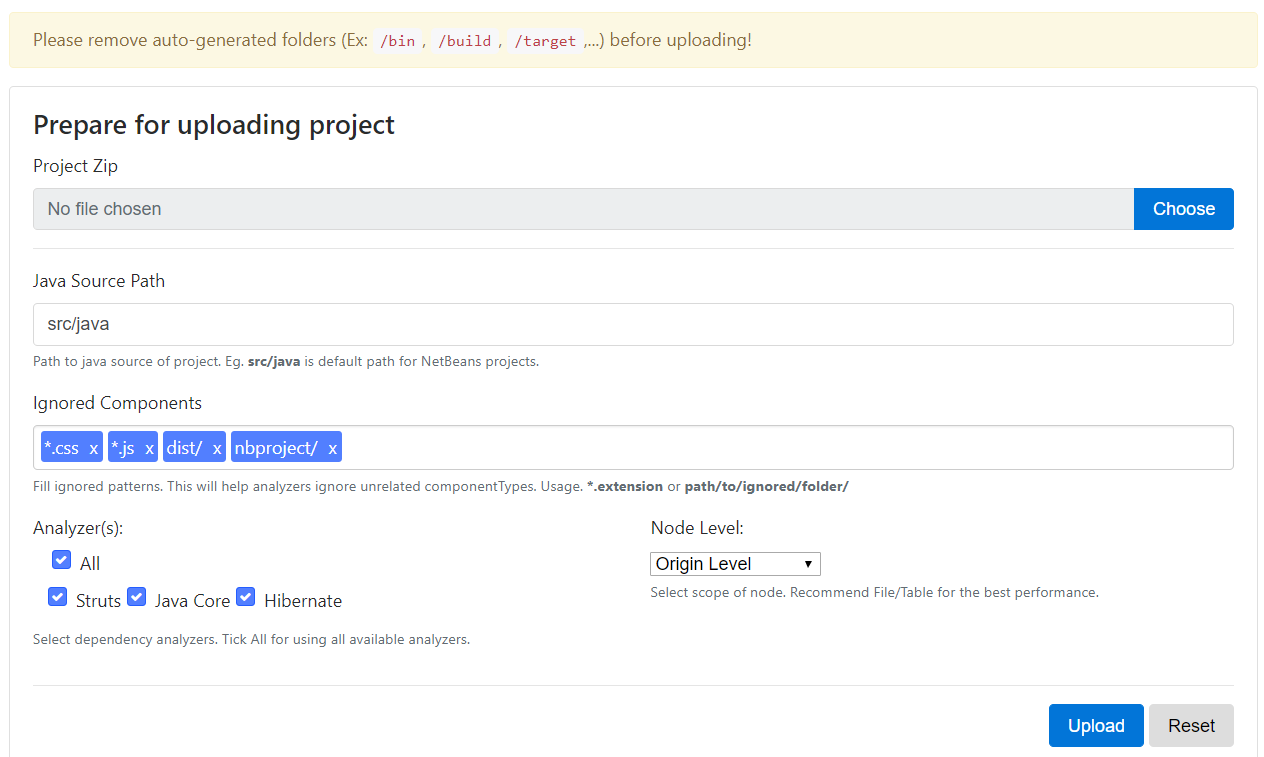 Please remove auto-generated folders (Ex: /bin, /build, /target,...) before uploading!
Prepare for uploading project
Project Zip
No file chosen
Choose
Java Source Path
src/java
Path to java source of project. Eg. src/java is default path for NetBeans projects.
Ignored Components
*.css x *.js x dist/ x nbproject/ x
Fill ignored patterns. This will help analyzers ignore unrelated componentTypes. Usage. *.extension or path/to/ignored/folder/
Analyzer(s):
All
Struts Java Core Hibernate
Select dependency analyzers. Tick All for using all available analyzers.
Node Level:
Origin Level
Select scope of node. Recommend File/Table for the best performance.
Upload Reset